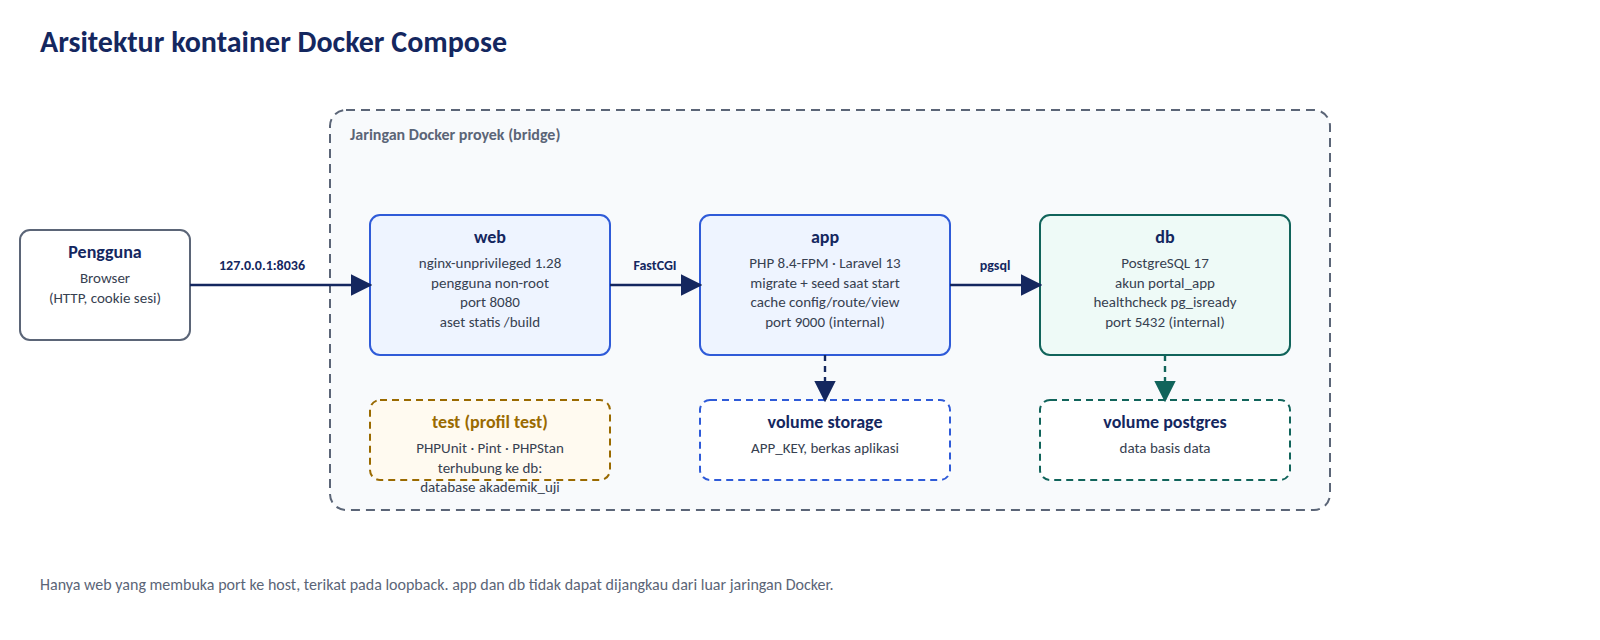 Arsitektur kontainer Docker Compose
Jaringan Docker proyek (bridge)
Pengguna
Browser
(HTTP, cookie sesi)
127.0.0.1:8036
web
nginx-unprivileged 1.28
pengguna non-root
port 8080
aset statis /build
FastCGI
app
PHP 8.4-FPM · Laravel 13
migrate + seed saat start
cache config/route/view
port 9000 (internal)
pgsql
db
PostgreSQL 17
akun portal_app
healthcheck pg_isready
port 5432 (internal)
test (profil test)
PHPUnit · Pint · PHPStan
terhubung ke db:
database akademik_uji
volume storage
APP_KEY, berkas aplikasi
volume postgres
data basis data
Hanya web yang membuka port ke host, terikat pada loopback. app dan db tidak dapat dijangkau dari luar jaringan Docker.